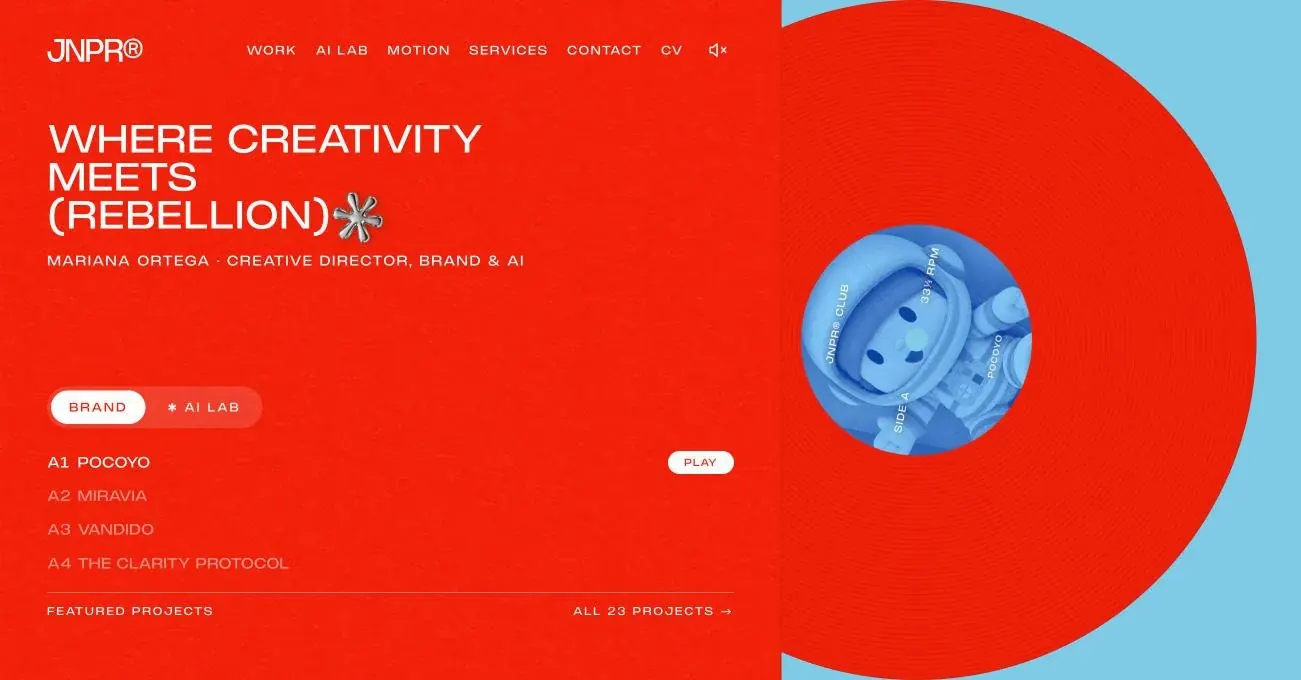 JNPR®
WORK AI LAB MOTION SERVICES CONTACT CV
WHERE CREATIVITY
MEETS
(REBELLION)
MARIANA ORTEGA · CREATIVE DIRECTOR, BRAND & AI
BRAND
* AI LAB
A1 POCOYO
PLAY
A2 MIRAVIA
A3 VANDIDO
A4 THE CLARITY PROTOCOL
FEATURED PROJECTS
ALL 23 PROJECTS →
JNPR® CLUB
33⅓ RPM
POCOYO
SIDE A